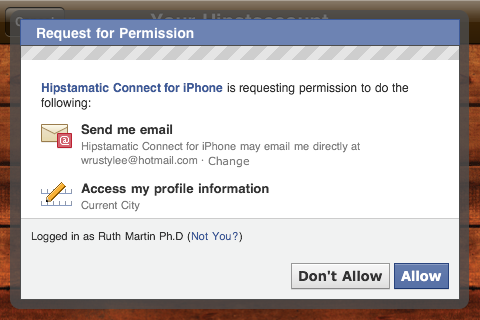 Your Hipstaccount
Request for Permission
Hipstamatic Connect for iPhone is requesting permission to do the
following:
Send me email
Hipstamatic Connect for iPhone may email me directly at
wrustylee@hotmail.com · Change
Access my profile information
Current City
Logged in as Ruth Martin Ph.D (Not You?)
Don't Allow
Allow